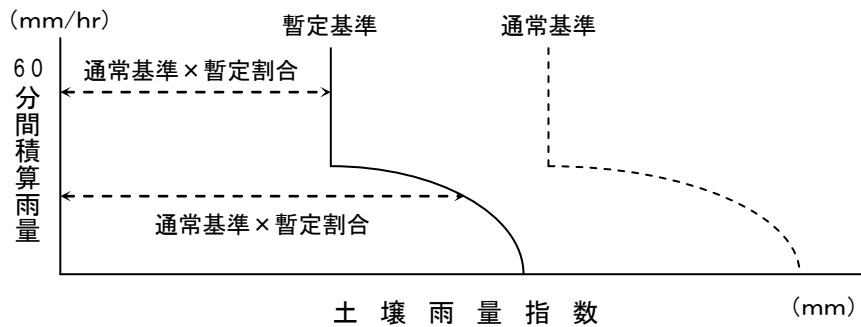 (mm/hr)
暫定基準
通常基準
60分間積算雨量
通常基準×暫定割合
通常基準×暫定割合
土壌雨量指数
(mm)